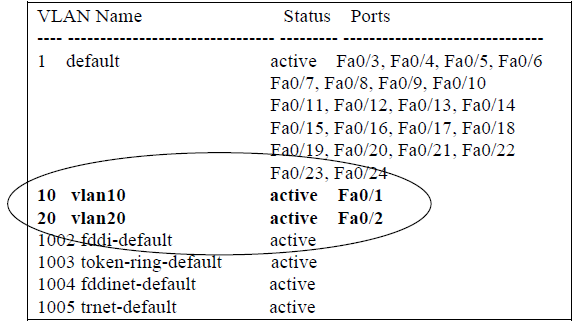 VLAN Name Status Ports
---- -------------------------------- --------- -------------------------------
1 default active Fa0/3, Fa0/4, Fa0/5, Fa0/6
Fa0/7, Fa0/8, Fa0/9, Fa0/10
Fa0/11, Fa0/12, Fa0/13, Fa0/14
Fa0/15, Fa0/16, Fa0/17, Fa0/18
Fa0/19, Fa0/20, Fa0/21, Fa0/22
Fa0/23, Fa0/24
10 vlan10 active Fa0/1
20 vlan20 active Fa0/2
1002 fddi-default active
1003 token-ring-default active
1004 fddinet-default active
1005 trnet-default active